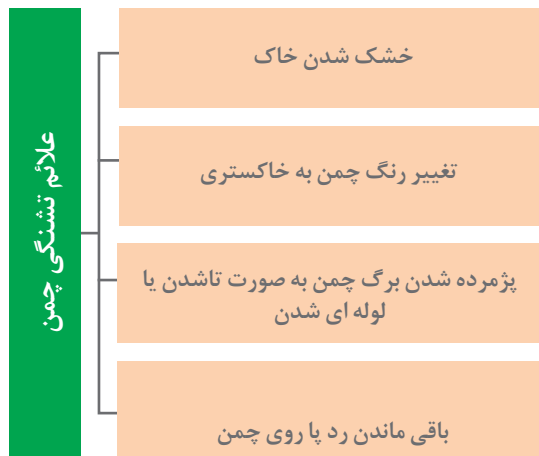 علائم تشنگی چمن
خشک شدن خاک
تغییر رنگ چمن به خاکستری
پژمرده شدن برگ چمن به صورت تاشدن یا
لوله ای شدن
باقی ماندن رد پا روی چمن